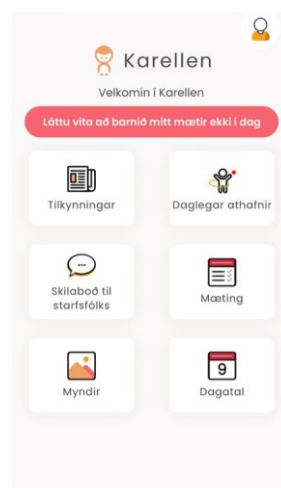 Karellen
Velkomin í Karellen
Láttu vita að barnið mitt mætir ekki í dag
Tilkynningar
Daglegar athafnir
Skilaboð til
starfsfólks
Mæting
Myndir
9
Dagatal